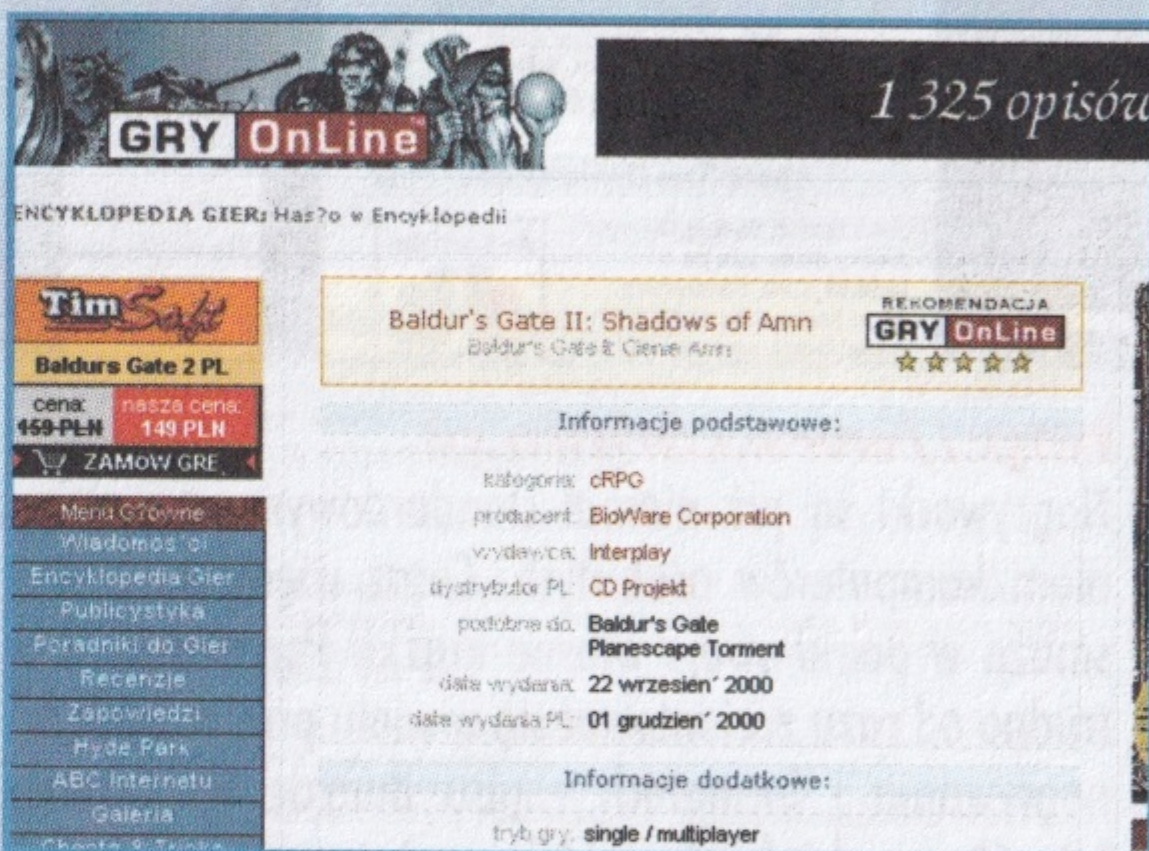 GRY OnLine
1 325 opisów
ENCYKLOPEDIA GIER: Has?o w Encyklopedii
Tim Soft
Baldurs Gate 2 PL
cena: 159 PLN
nasza cena: 149 PLN
ZAMóW GRE
Menu G?ówne
Wiadomos´ci
Encyklopedia Gier
Publicystyka
Poradniki do Gier
Recenzje
Zapowiedzi
Hyde Park
ABC Internetu
Galeria
Baldur's Gate II: Shadows of Amn
Baldur's Gate II: Cienie Amn
REKOMENDACJA
GRY OnLine
Informacje podstawowe:
kategoria: cRPG
producent: BioWare Corporation
wydawca: Interplay
dystrybutor PL: CD Projekt
podobne do: Baldur's Gate
Planescape Torment
data wydania: 22 wrzesien´ 2000
data wydania PL: 01 grudzien´ 2000
Informacje dodatkowe:
tryb gry: single / multiplayer